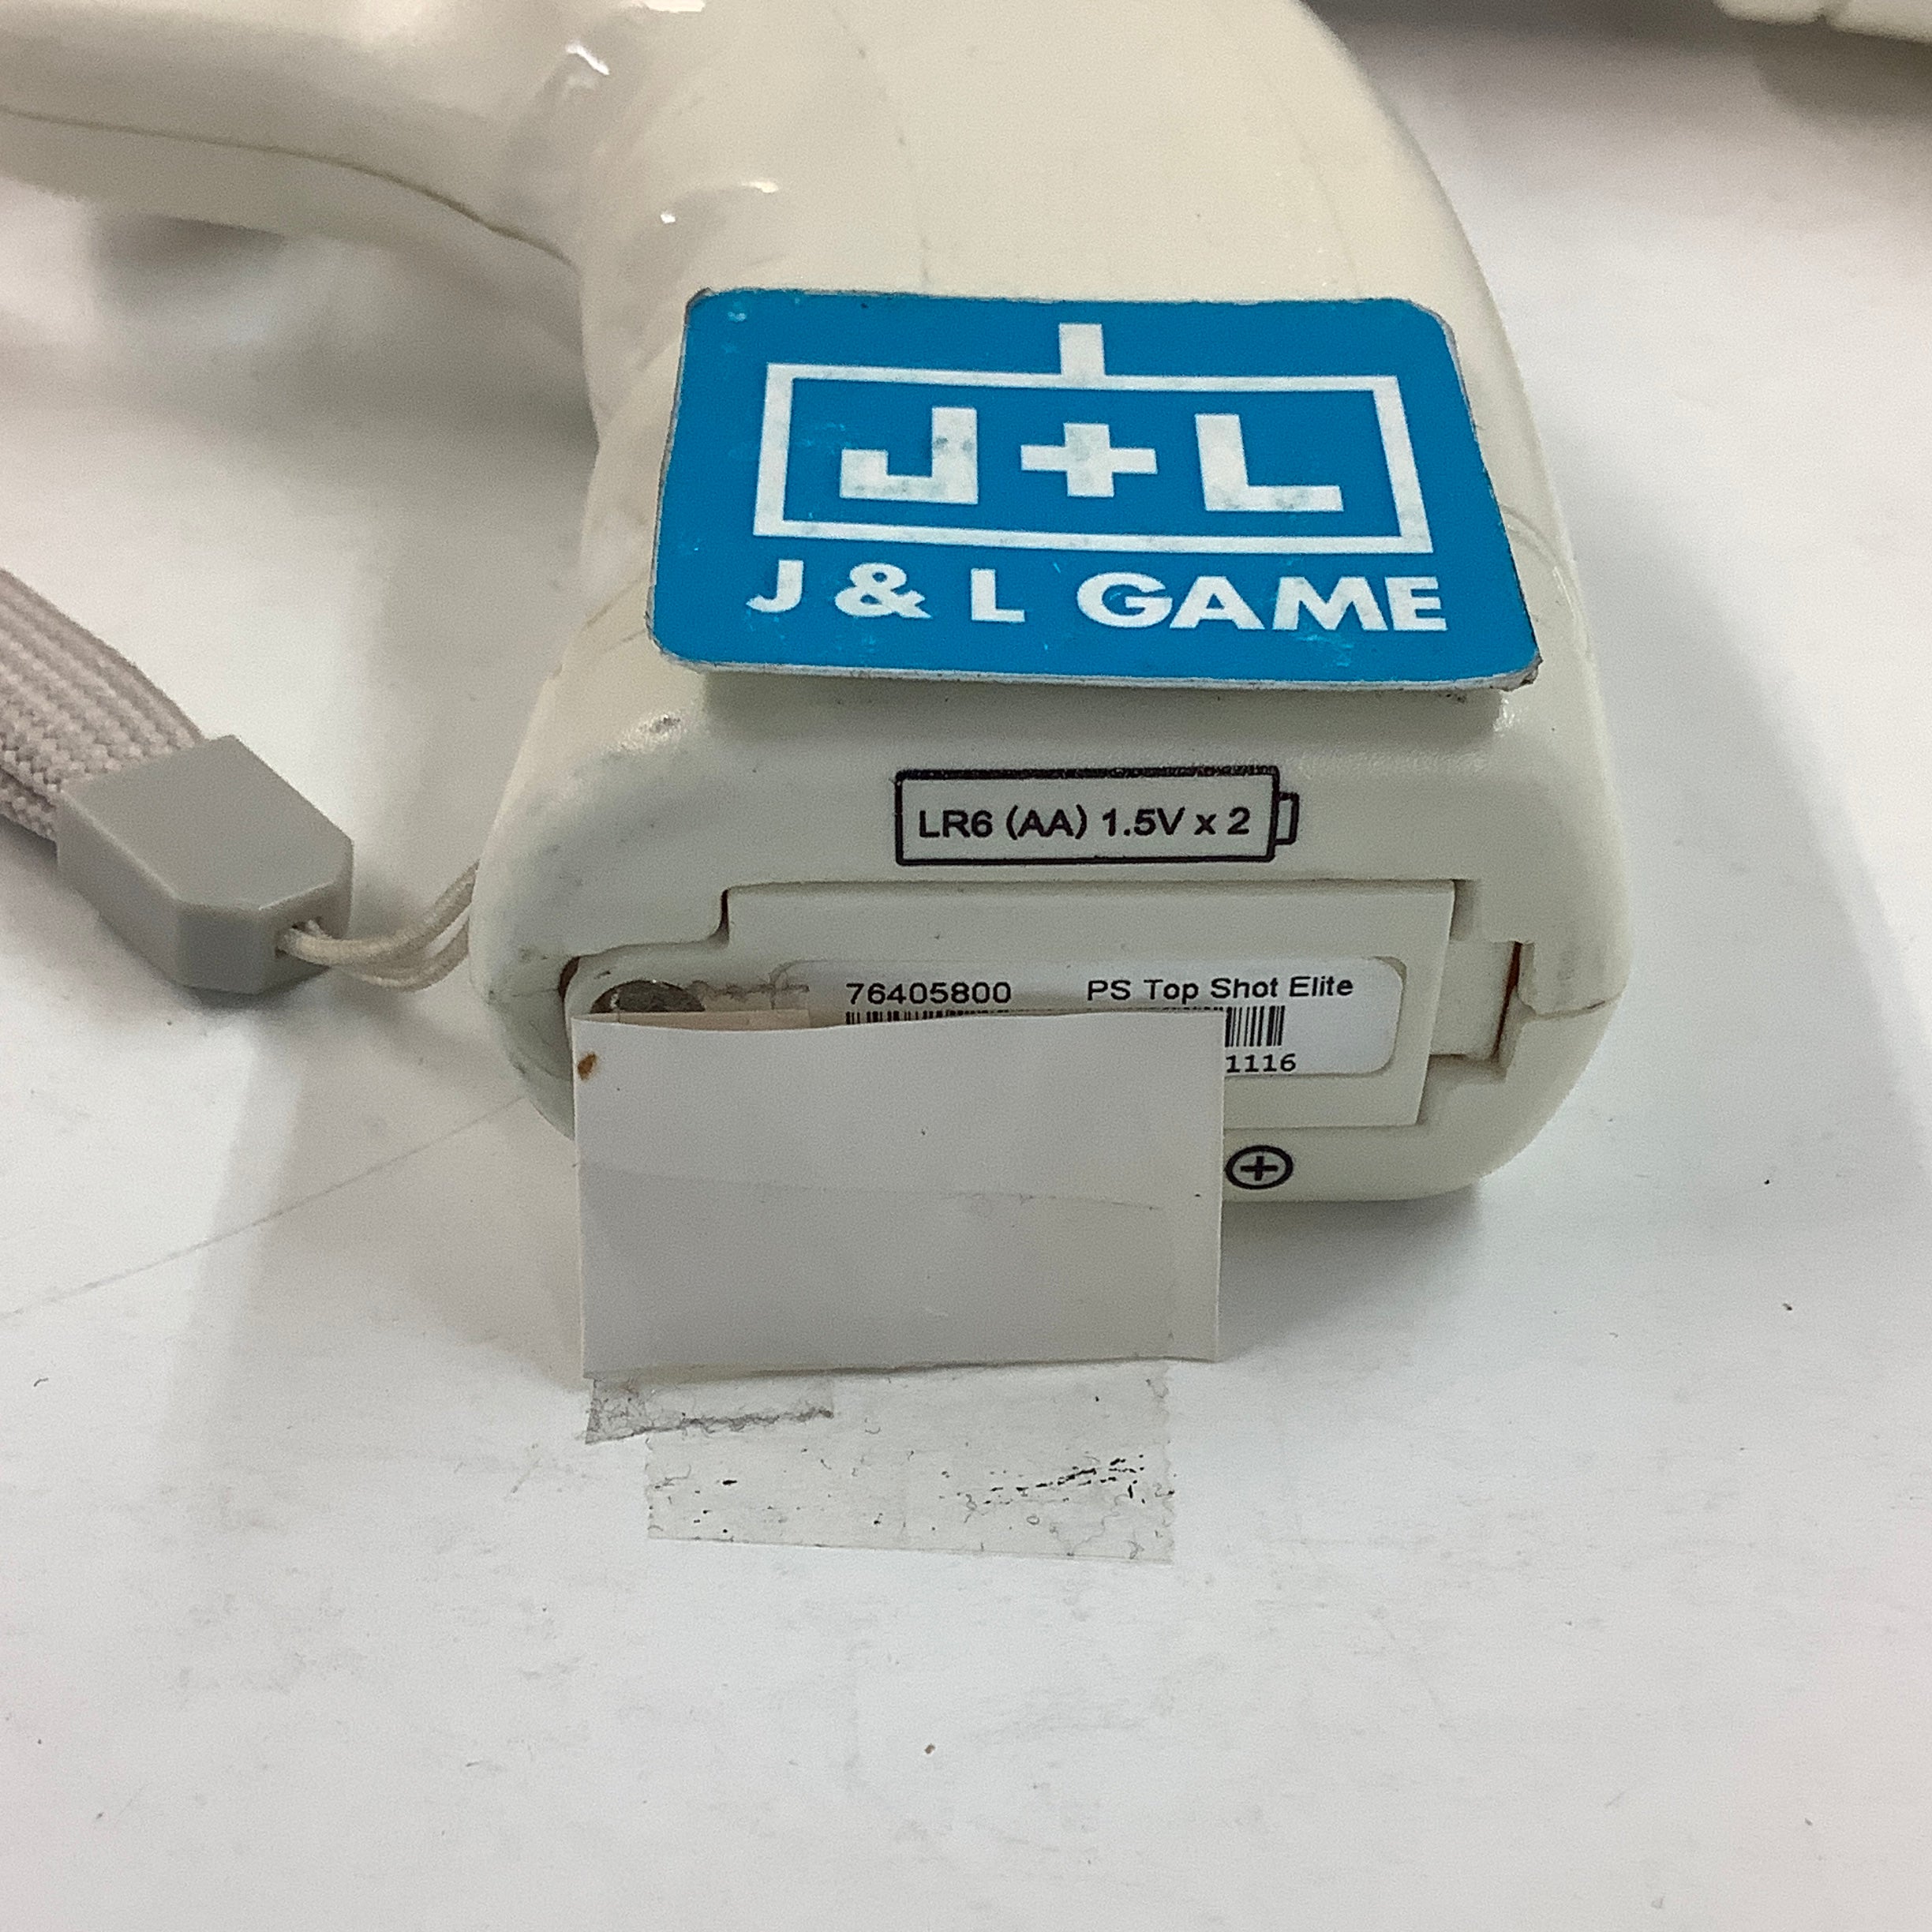 J+L
J & L GAME
LR6 (AA) 1.5V x 2
76405800 PS Top Shot Elite
1116